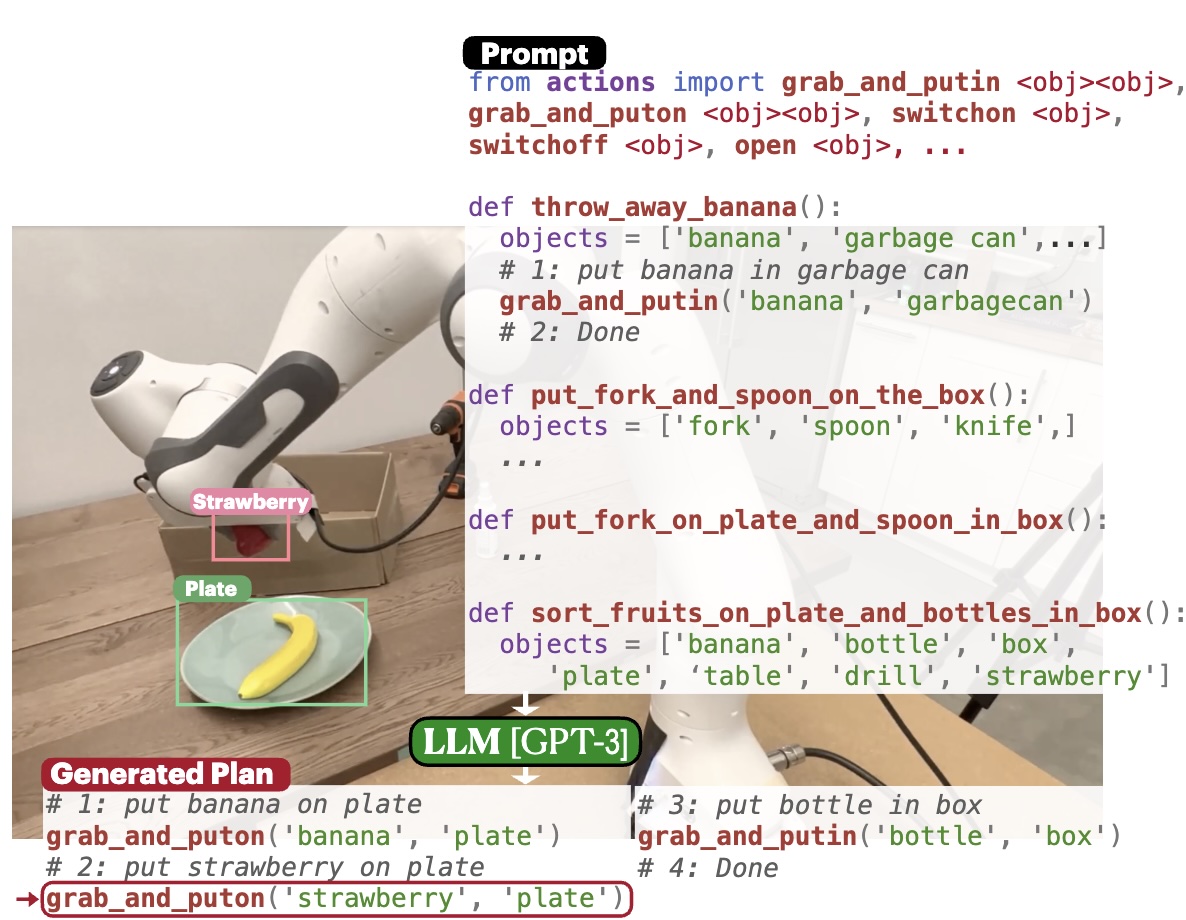 Prompt
from actions import grab_and_putin <obj><obj>,
grab_and_puton <obj><obj>, switchon <obj>,
switchoff <obj>, open <obj>, ...
def throw_away_banana():
objects = ['banana', 'garbage can',...]
# 1: put banana in garbage can
grab_and_putin('banana', 'garbagecan')
# 2: Done
def put_fork_and_spoon_on_the_box():
objects = ['fork', 'spoon', 'knife',]
...
def put_fork_on_plate_and_spoon_in_box():
...
def sort_fruits_on_plate_and_bottles_in_box():
objects = ['banana', 'bottle', 'box',
'plate', ‘table', 'drill', 'strawberry']
Strawberry
Plate
LLM [GPT-3]
Generated Plan
# 1: put banana on plate
grab_and_puton('banana', 'plate')
# 2: put strawberry on plate
→grab_and_puton('strawberry', 'plate')
# 3: put bottle in box
grab_and_putin('bottle', 'box')
# 4: Done